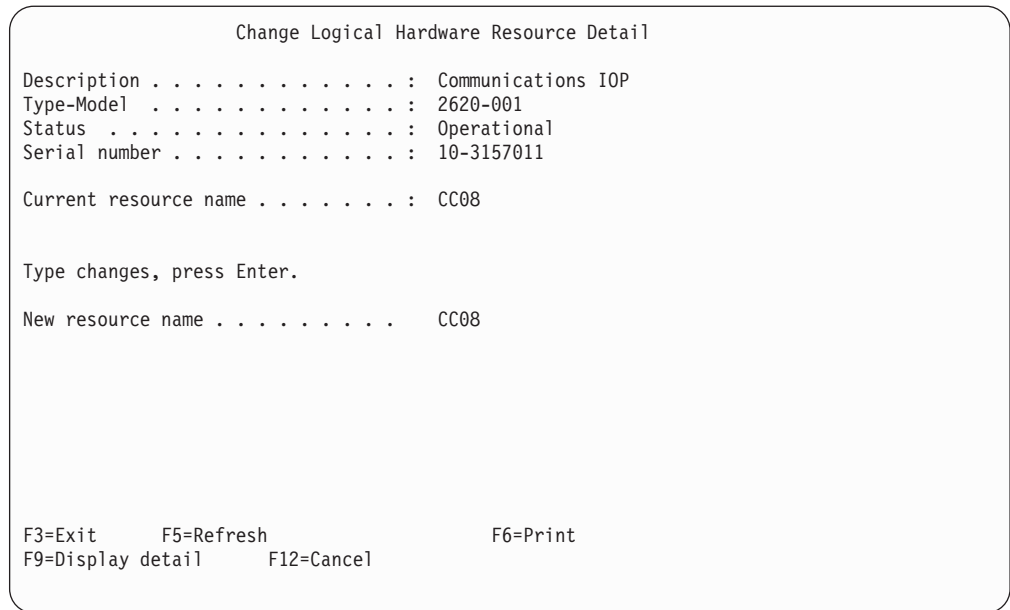 Change Logical Hardware Resource Detail
Description . . . . . . . . . . . . : Communications IOP
Type-Model . . . . . . . . . . . . : 2620-001
Status . . . . . . . . . . . . . . : Operational
Serial number . . . . . . . . . . . : 10-3157011
Current resource name . . . . . . . : CC08
Type changes, press Enter.
New resource name . . . . . . . . . CC08
F3=Exit F5=Refresh F6=Print
F9=Display detail F12=Cancel